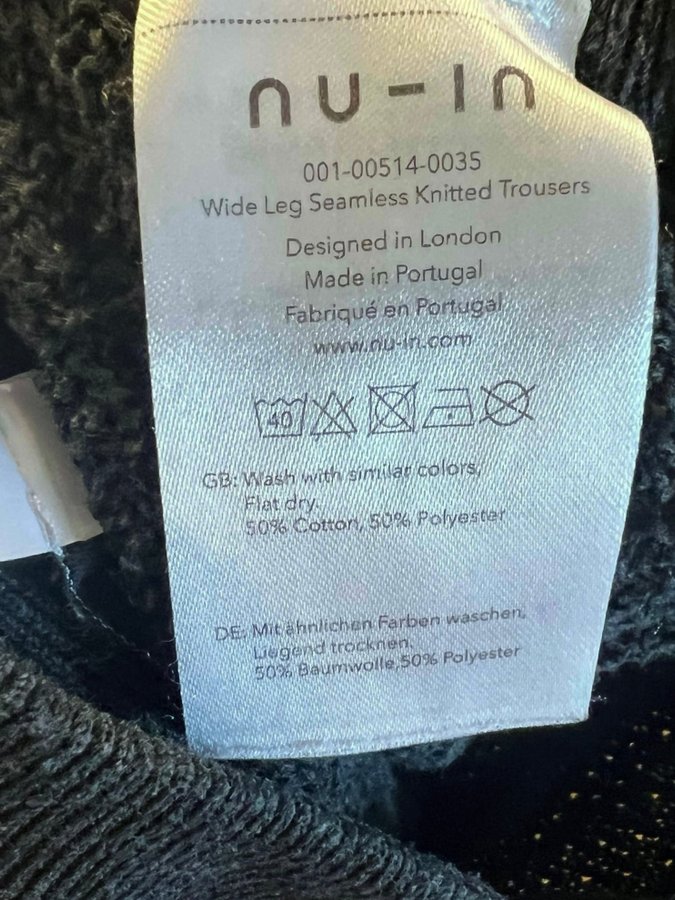 nu-in
001-00514-0035
Wide Leg Seamless Knitted Trousers
Designed in London
Made in Portugal
Fabriqué en Portugal
www.nu-in.com
40
GB: Wash with similar colors,
Flat dry.
50% Cotton, 50% Polyester
DE: Mit ähnlichen Farben waschen,
Liegend trocknen.
50% Baumwolle,50% Polyester